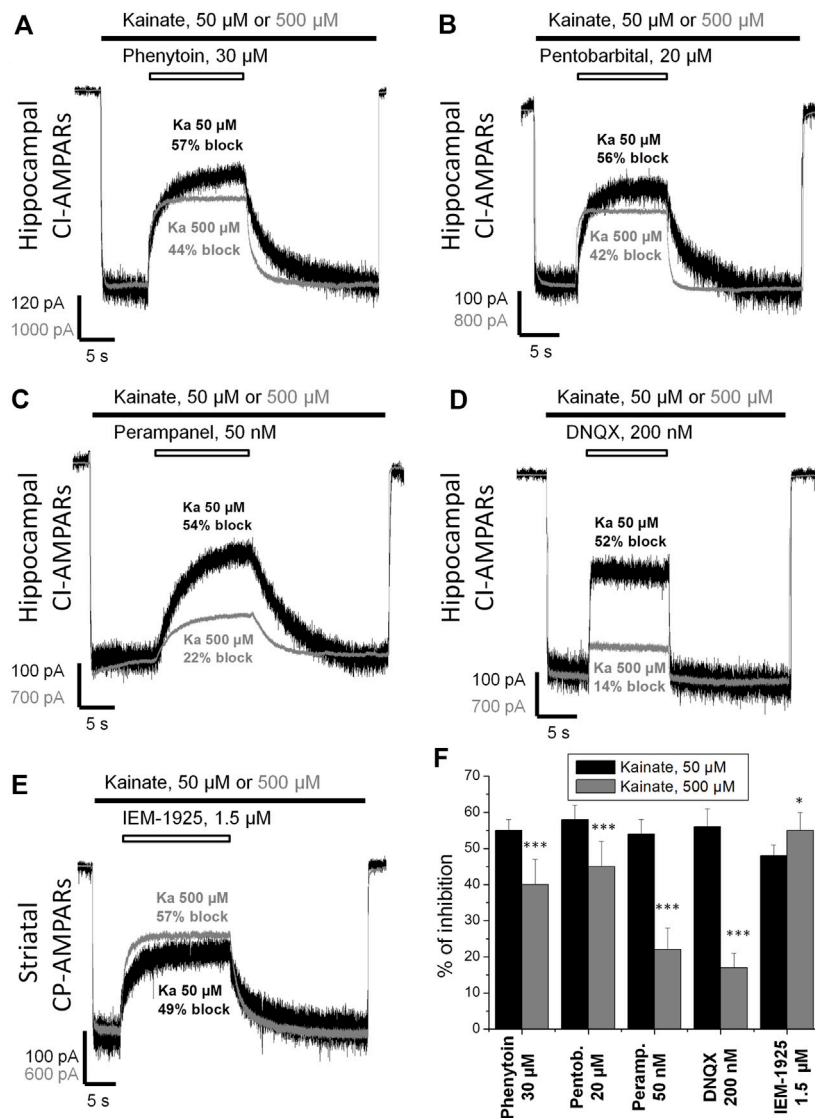 A
Kainate, 50 µM or 500 µM
Phenytoin, 30 µM
Hippocampal
CI-AMPARs
Ka 50 µM
57% block
Ka 500 µM
44% block
120 pA
1000 pA
5 s
B
Kainate, 50 µM or 500 µM
Pentobarbital, 20 µM
Hippocampal
CI-AMPARs
Ka 50 µM
56% block
Ka 500 µM
42% block
100 pA
800 pA
5 s
C
Kainate, 50 µM or 500 µM
Perampanel, 50 nM
Hippocampal
CI-AMPARs
Ka 50 µM
54% block
Ka 500 µM
22% block
100 pA
700 pA
5 s
D
Kainate, 50 µM or 500 µM
DNQX, 200 nM
Hippocampal
CI-AMPARs
Ka 50 µM
52% block
Ka 500 µM
14% block
100 pA
700 pA
5 s
E
Kainate, 50 µM or 500 µM
IEM-1925, 1.5 µM
Striatal
CP-AMPARs
Ka 500 µM
57% block
Ka 50 µM
49% block
100 pA
600 pA
5 s
F
Kainate, 50 µM
Kainate, 500 µM
% of inhibition
70
60
50
40
30
20
10
0
***
***
***
***
*
Phenytoin
30 µM
Pentob.
20 µM
Peramp.
50 nM
DNQX
200 nM
IEM-1925
1.5 µM